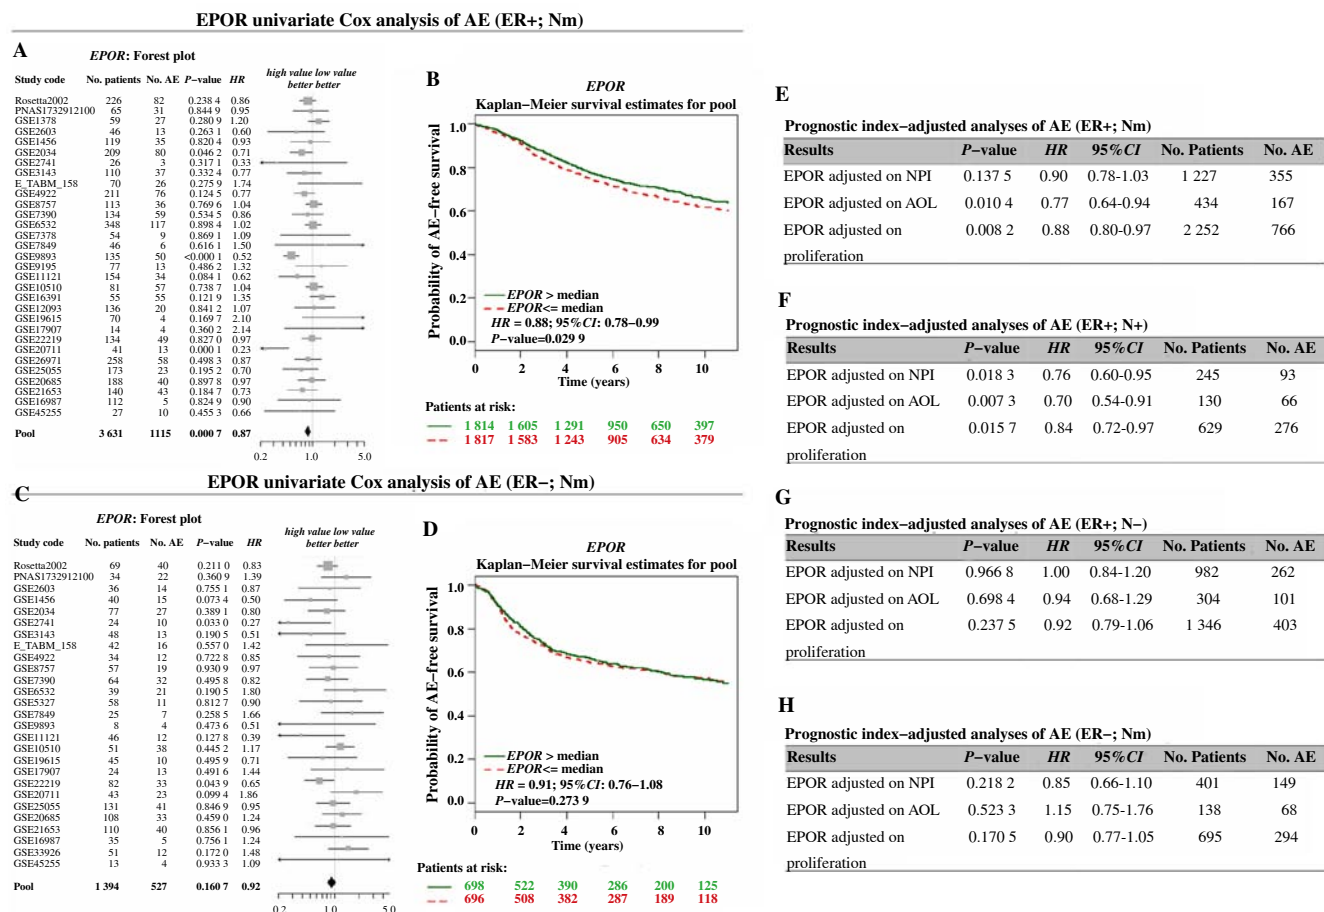 EPOR univariate Cox analysis of AE (ER+; Nm)
A
EPOR: Forest plot
Study code No. patients No. AE P−value HR high value low value
better better
Rosetta2002 226 82 0.238 4 0.86
PNAS1732912100 65 31 0.844 9 0.95
GSE1378 59 27 0.280 9 1.20
GSE2603 46 13 0.263 1 0.60
GSE1456 119 35 0.820 4 0.93
GSE2034 209 80 0.046 2 0.71
GSE2741 26 3 0.317 1 0.33
GSE3143 110 37 0.332 4 0.77
E_TABM_158 70 26 0.275 9 1.74
GSE4922 211 76 0.124 5 0.77
GSE8757 113 36 0.769 6 1.04
GSE7390 134 59 0.534 5 0.86
GSE6532 348 117 0.898 4 1.02
GSE7378 54 9 0.869 1 1.09
GSE7849 46 6 0.616 1 1.50
GSE9893 135 50 <0.000 1 0.52
GSE9195 77 13 0.486 2 1.32
GSE11121 154 34 0.084 1 0.62
GSE10510 81 57 0.738 7 1.04
GSE16391 55 55 0.121 9 1.35
GSE12093 136 20 0.841 2 1.07
GSE19615 70 4 0.169 7 2.10
GSE17907 14 4 0.360 2 2.14
GSE22219 134 49 0.827 0 0.97
GSE20711 41 13 0.000 1 0.23
GSE26971 258 58 0.498 3 0.87
GSE25055 173 23 0.195 2 0.70
GSE20685 188 40 0.897 8 0.97
GSE21653 140 43 0.184 7 0.73
GSE16987 112 5 0.824 9 0.90
GSE45255 27 10 0.455 3 0.66
Pool 3 631 1115 0.000 7 0.87
0.2 1.0 5.0
B
EPOR
Kaplan−Meier survival estimates for pool
Probability of AE−free survival
1.0
0.8
0.6
0.4
0.2
0.0
EPOR > median
EPOR<= median
HR = 0.88; 95%CI: 0.78−0.99
P−value=0.029 9
0 2 4 6 8 10
Time (years)
Patients at risk:
1 814 1 605 1 291 950 650 397
1 817 1 583 1 243 905 634 379
EPOR univariate Cox analysis of AE (ER−; Nm)
C
EPOR: Forest plot
Study code No. patients No. AE P−value HR high value low value
better better
Rosetta2002 69 40 0.211 0 0.83
PNAS1732912100 34 22 0.360 9 1.39
GSE2603 36 14 0.755 1 0.87
GSE1456 40 15 0.073 4 0.50
GSE2034 77 27 0.389 1 0.80
GSE2741 24 10 0.033 0 0.27
GSE3143 48 13 0.190 5 0.51
E_TABM_158 42 16 0.557 0 1.42
GSE4922 34 12 0.722 8 0.85
GSE8757 57 19 0.930 9 0.97
GSE7390 64 32 0.495 8 0.82
GSE6532 39 21 0.190 5 1.80
GSE5327 58 11 0.812 7 0.90
GSE7849 25 7 0.258 5 1.66
GSE9893 8 4 0.473 6 0.51
GSE11121 46 12 0.127 8 0.39
GSE10510 51 38 0.445 2 1.17
GSE19615 45 10 0.495 9 0.71
GSE17907 24 13 0.491 6 1.44
GSE22219 82 33 0.043 9 0.65
GSE20711 43 23 0.099 4 1.86
GSE25055 131 41 0.846 9 0.95
GSE20685 108 33 0.459 0 1.24
GSE21653 110 40 0.856 1 0.96
GSE16987 35 5 0.756 1 1.24
GSE33926 51 12 0.172 0 1.48
GSE45255 13 4 0.933 3 1.09
Pool 1 394 527 0.160 7 0.92
0.2 1.0 5.0
D
EPOR
Kaplan−Meier survival estimates for pool
Probability of AE−free survival
1.0
0.8
0.6
0.4
0.2
0.0
EPOR > median
EPOR<= median
HR = 0.91; 95%CI: 0.76−1.08
P−value=0.273 9
0 2 4 6 8 10
Time (years)
Patients at risk:
698 522 390 286 200 125
696 508 382 287 189 118
E
Prognostic index−adjusted analyses of AE (ER+; Nm)
Results P−value HR 95%CI No. Patients No. AE
EPOR adjusted on NPI 0.137 5 0.90 0.78-1.03 1 227 355
EPOR adjusted on AOL 0.010 4 0.77 0.64-0.94 434 167
EPOR adjusted on 0.008 2 0.88 0.80-0.97 2 252 766
proliferation
F
Prognostic index−adjusted analyses of AE (ER+; N+)
Results P−value HR 95%CI No. Patients No. AE
EPOR adjusted on NPI 0.018 3 0.76 0.60-0.95 245 93
EPOR adjusted on AOL 0.007 3 0.70 0.54-0.91 130 66
EPOR adjusted on 0.015 7 0.84 0.72-0.97 629 276
proliferation
G
Prognostic index−adjusted analyses of AE (ER+; N−)
Results P−value HR 95%CI No. Patients No. AE
EPOR adjusted on NPI 0.966 8 1.00 0.84-1.20 982 262
EPOR adjusted on AOL 0.698 4 0.94 0.68-1.29 304 101
EPOR adjusted on 0.237 5 0.92 0.79-1.06 1 346 403
proliferation
H
Prognostic index−adjusted analyses of AE (ER−; Nm)
Results P−value HR 95%CI No. Patients No. AE
EPOR adjusted on NPI 0.218 2 0.85 0.66-1.10 401 149
EPOR adjusted on AOL 0.523 3 1.15 0.75-1.76 138 68
EPOR adjusted on 0.170 5 0.90 0.77-1.05 695 294
proliferation